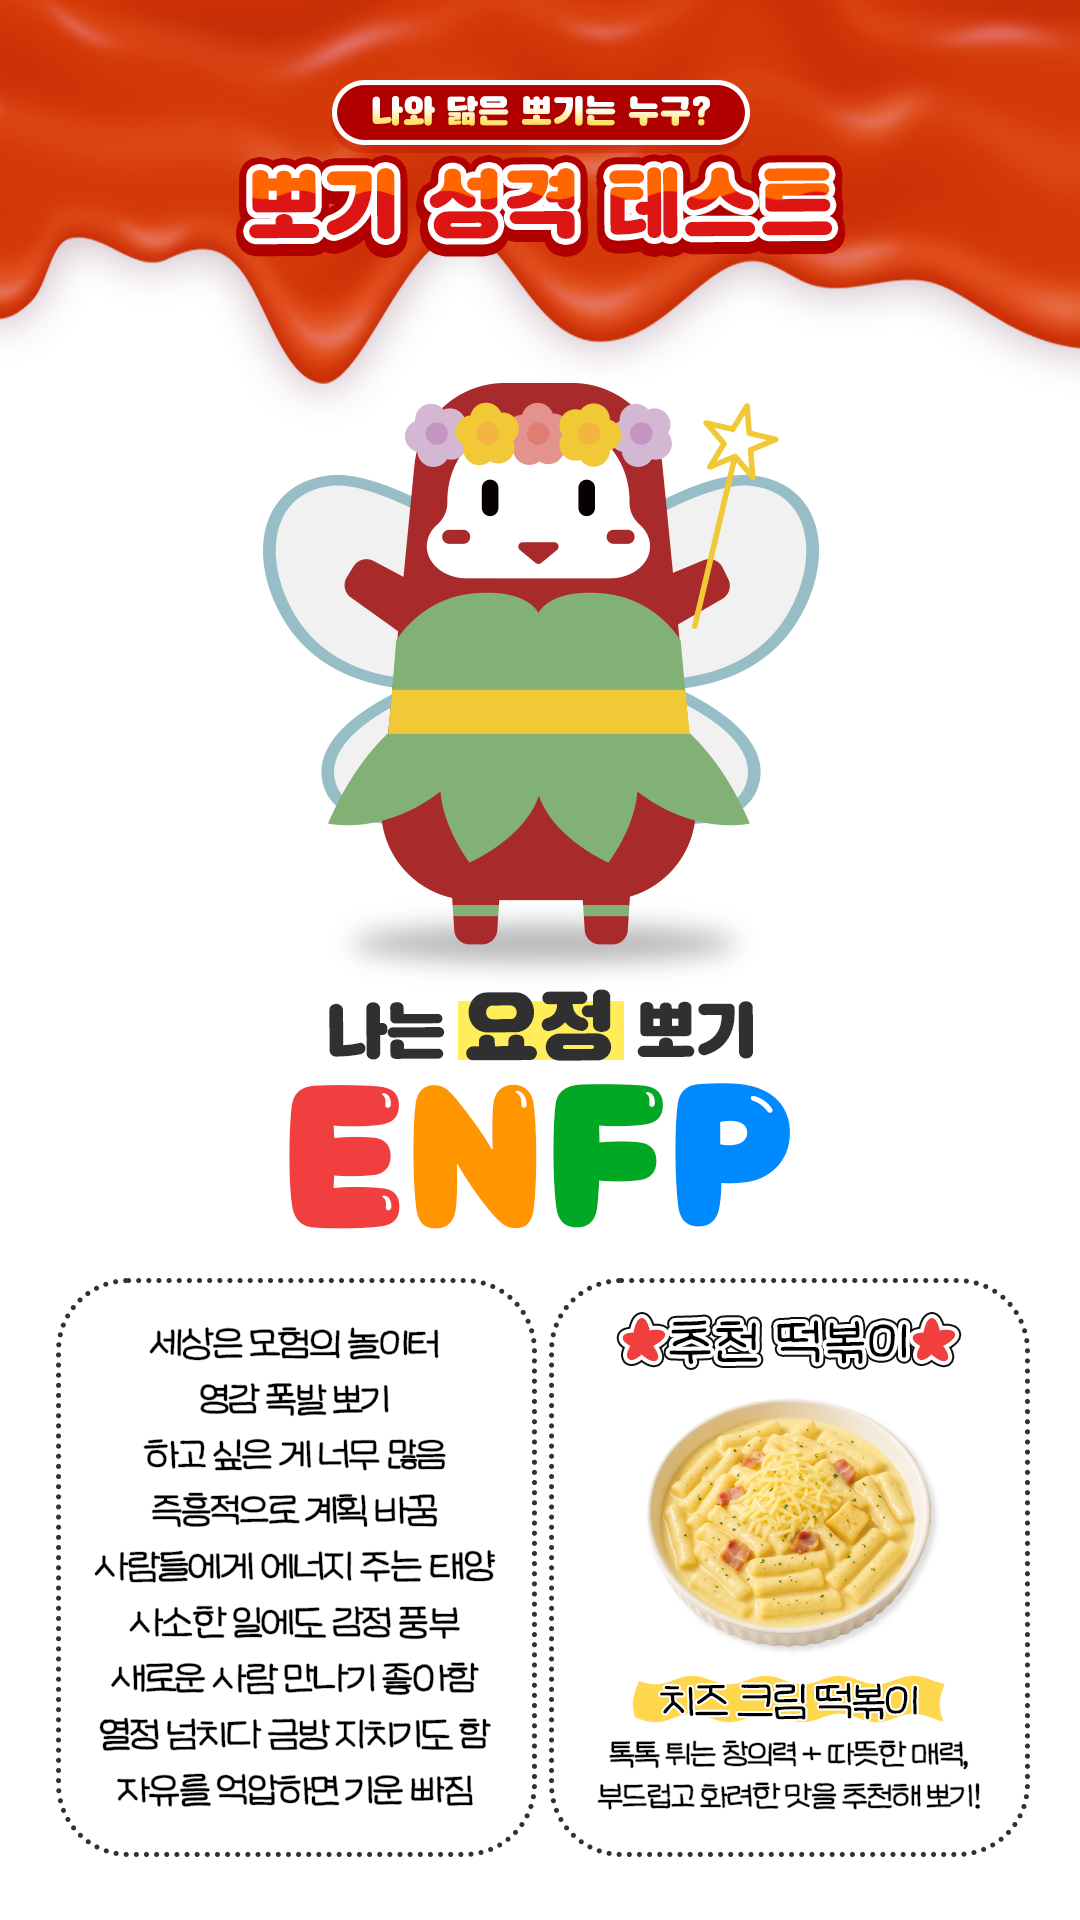 나와 닮은 뽀기는 누구?
뽀기 성격 테스트
나는 요정 뽀기
ENFP
세상은 모험의 놀이터
영감 폭발 뽀기
하고 싶은 게 너무 많음
즉흥적으로 계획 바꿈
사람들에게 에너지 주는 태양
사소한 일에도 감정 풍부
새로운 사람 만나기 좋아함
열정 넘치다 금방 지치기도 함
자유를 억압하면 기운 빠짐
추천 떡볶이
치즈 크림 떡볶이
톡톡 튀는 창의력 + 따뜻한 매력,
부드럽고 화려한 맛을 추천해 뽀기!